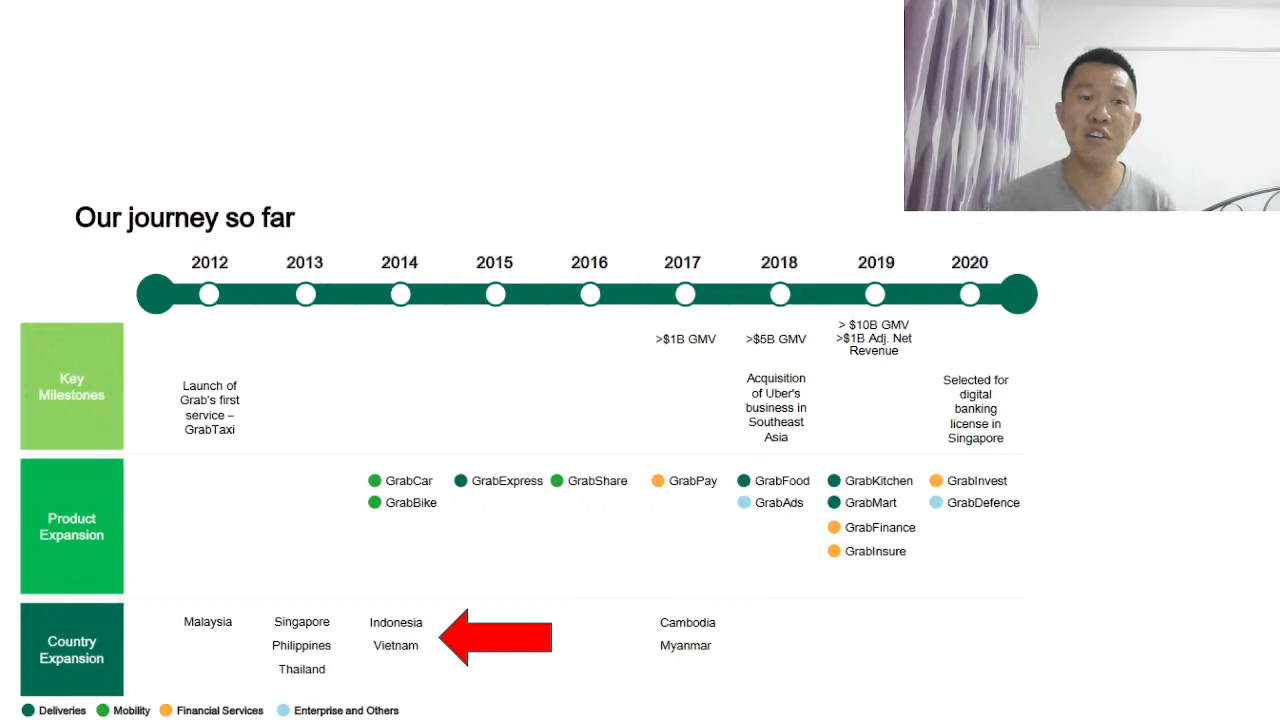 Our journey so far
2012 2013 2014 2015 2016 2017 2018 2019 2020
Key
Milestones
>$1B GMV
>$5B GMV
> $10B GMV
>$1B Adj. Net
Revenue
Launch of
Grab's first
service –
GrabTaxi
Acquisition
of Uber's
business in
Southeast
Asia
Selected for
digital
banking
license in
Singapore
Product
Expansion
GrabCar
GrabBike
GrabExpress
GrabShare
GrabPay
GrabFood
GrabAds
GrabKitchen
GrabMart
GrabFinance
GrabInsure
GrabInvest
GrabDefence
Country
Expansion
Malaysia
Singapore
Philippines
Thailand
Indonesia
Vietnam
Cambodia
Myanmar
Deliveries Mobility Financial Services Enterprise and Others